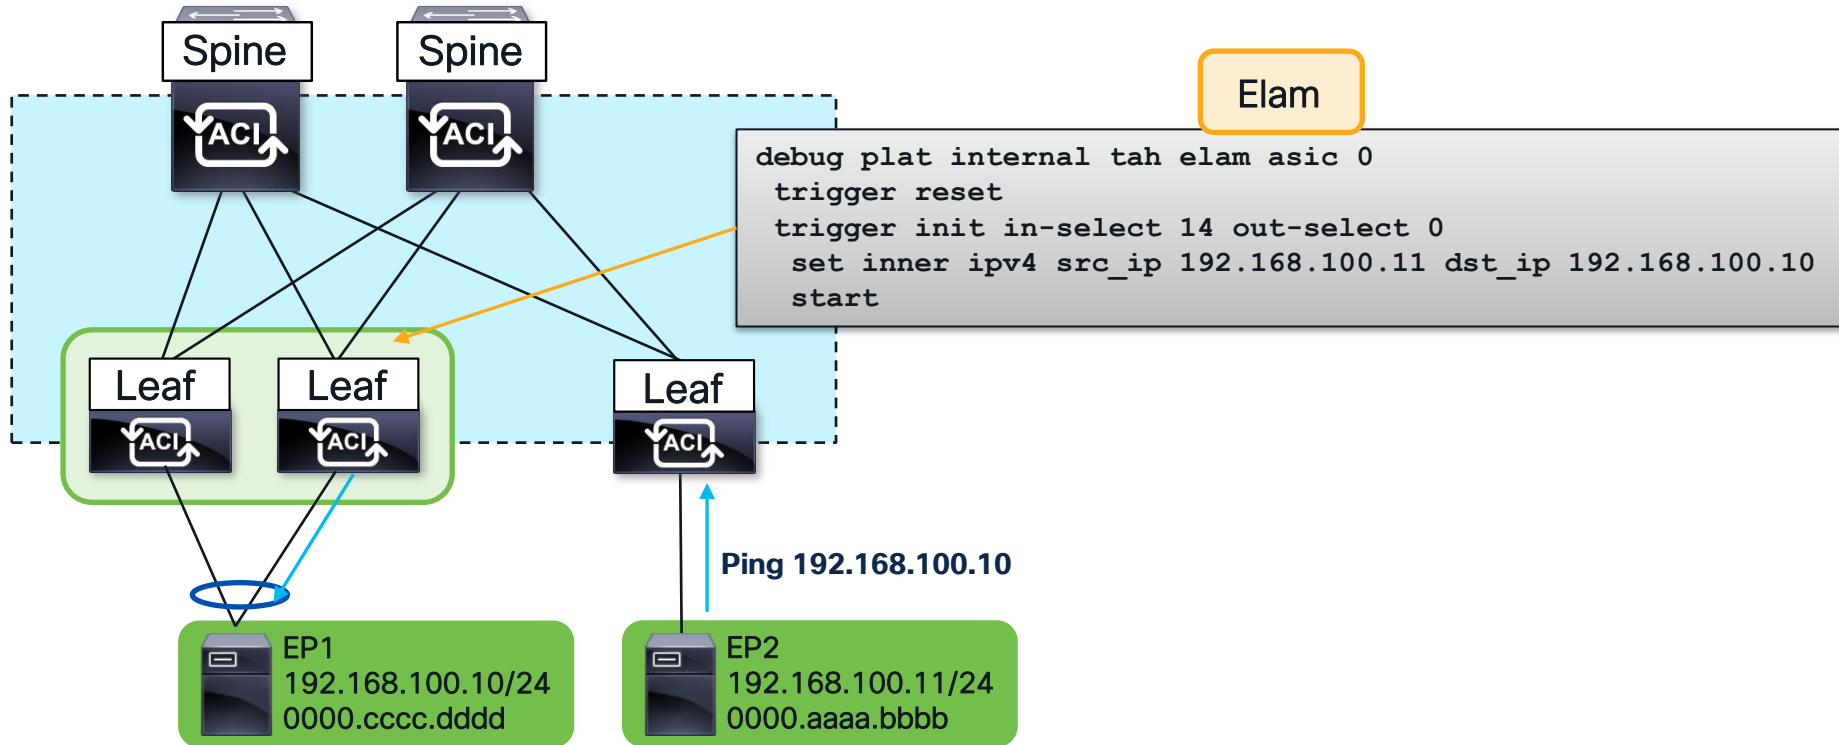 Spine
Spine
ACI
ACI
Elam
debug plat internal tah elam asic 0
trigger reset
trigger init in-select 14 out-select 0
set inner ipv4 src_ip 192.168.100.11 dst_ip 192.168.100.10
start
Leaf
Leaf
Leaf
ACI
ACI
ACI
Ping 192.168.100.10
EP1
192.168.100.10/24
0000.cccc.dddd
EP2
192.168.100.11/24
0000.aaaa.bbbb